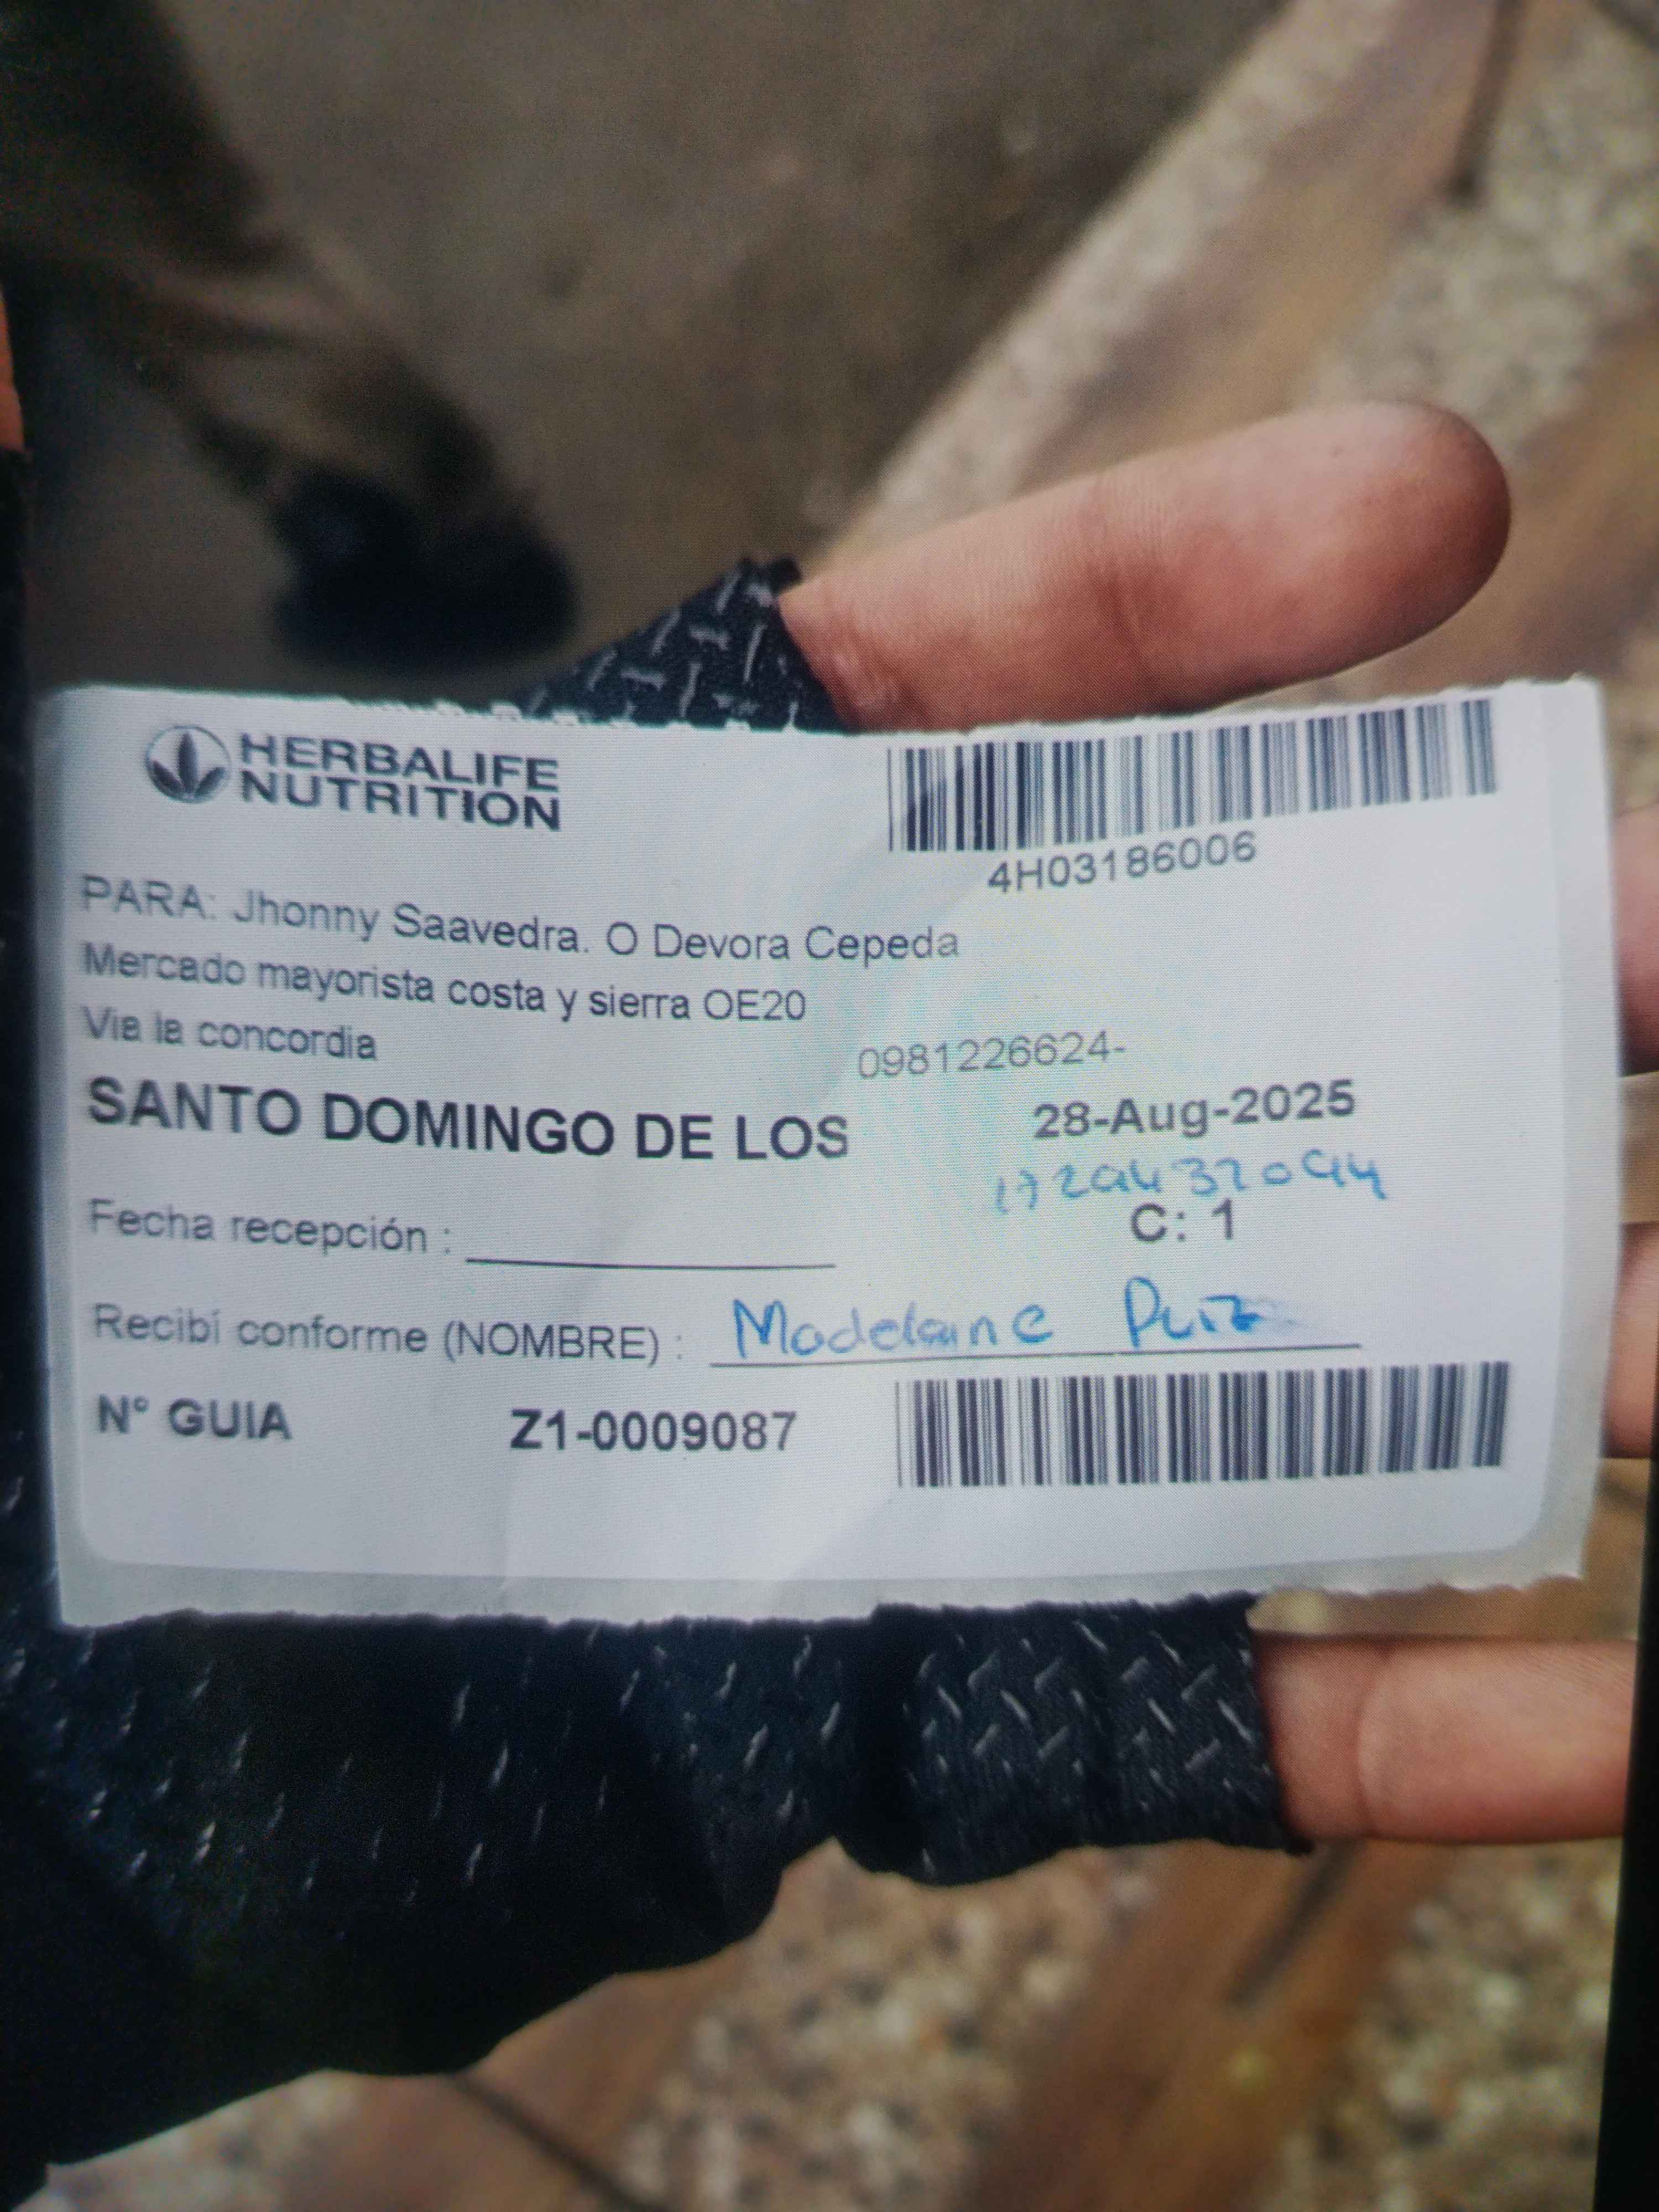 HERBALIFE
NUTRITION
4H03186006
PARA: Jhonny Saavedra. O Devora Cepeda
Mercado mayorista costa y sierra OE20
Via la concordia
0981226624-
SANTO DOMINGO DE LOS
28-Aug-2025
Fecha recepción :
C: 1
Recibí conforme (NOMBRE) : Madelaine
N° GUIA Z1-0009087